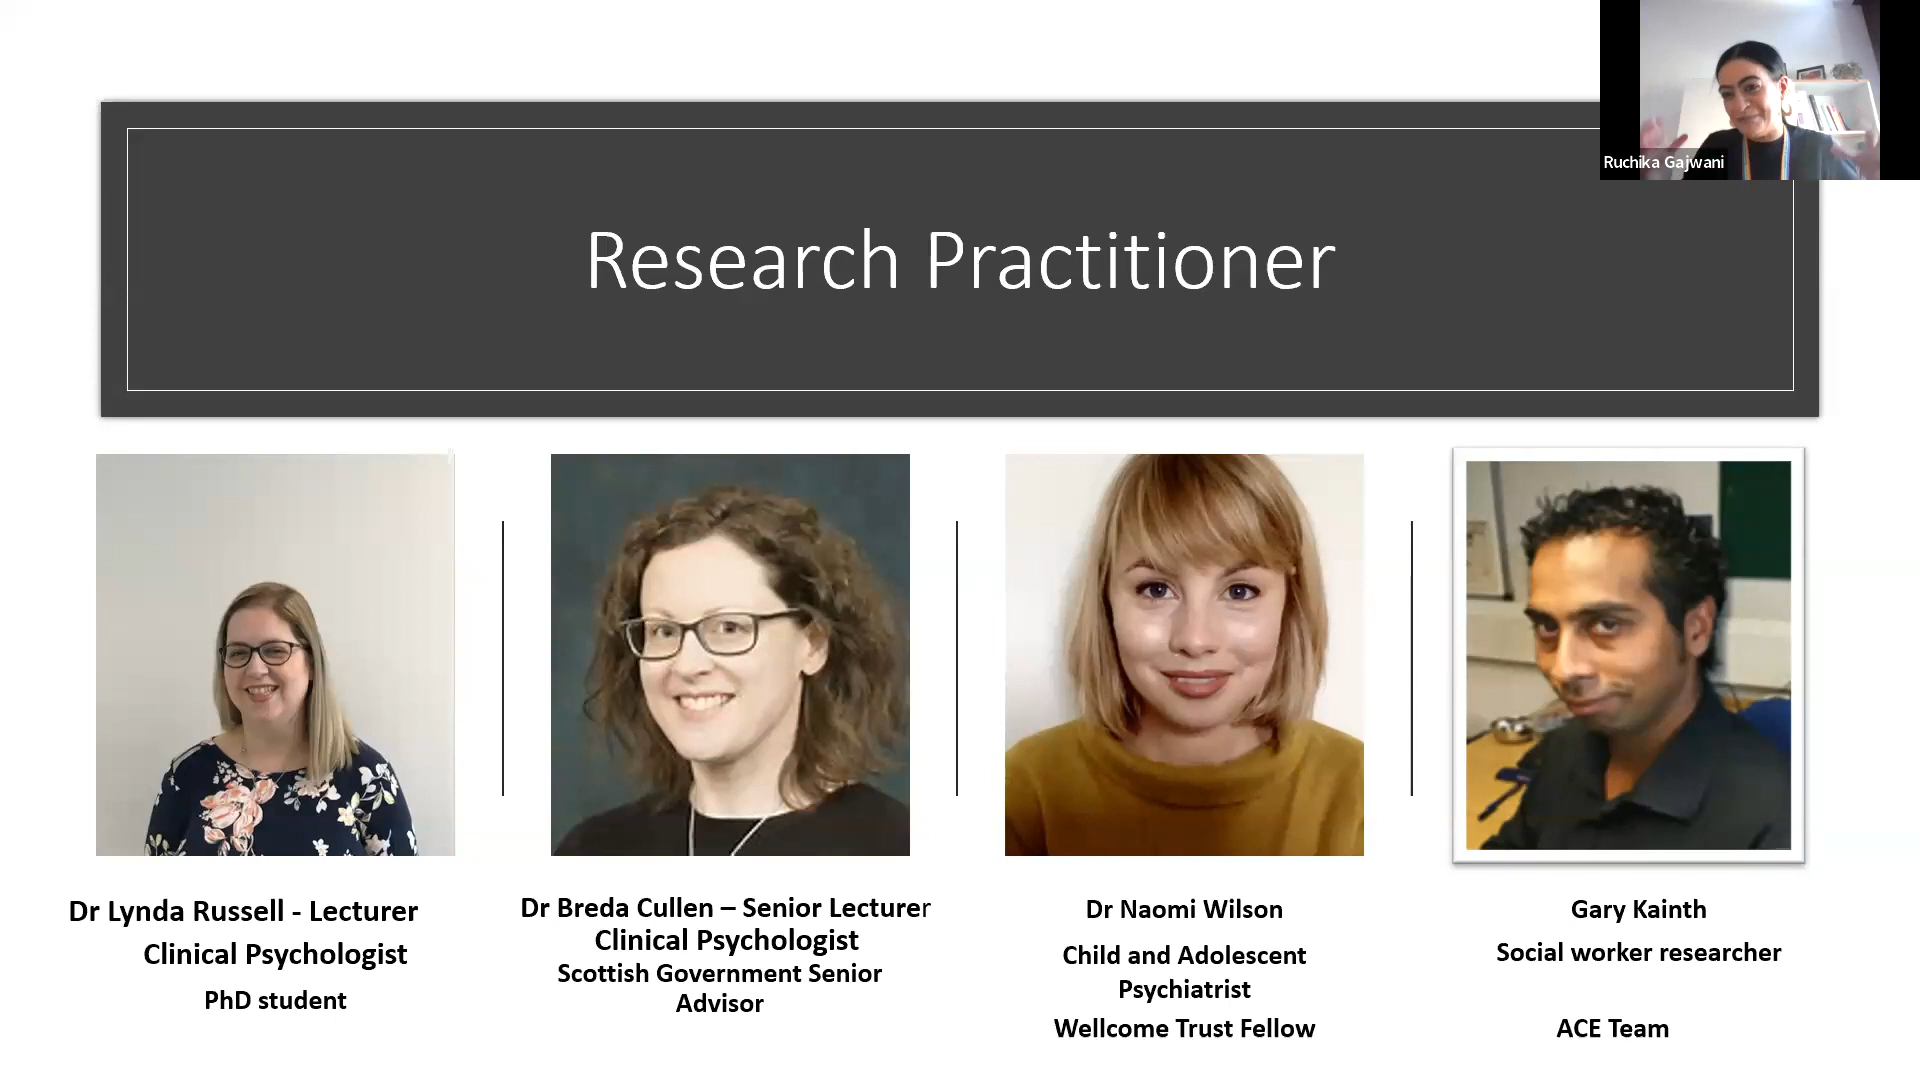 Ruchika Gajwani
Research Practitioner
Dr Lynda Russell - Lecturer
Clinical Psychologist
PhD student
Dr Breda Cullen – Senior Lecturer
Clinical Psychologist
Scottish Government Senior
Advisor
Dr Naomi Wilson
Child and Adolescent
Psychiatrist
Wellcome Trust Fellow
Gary Kainth
Social worker researcher
ACE Team